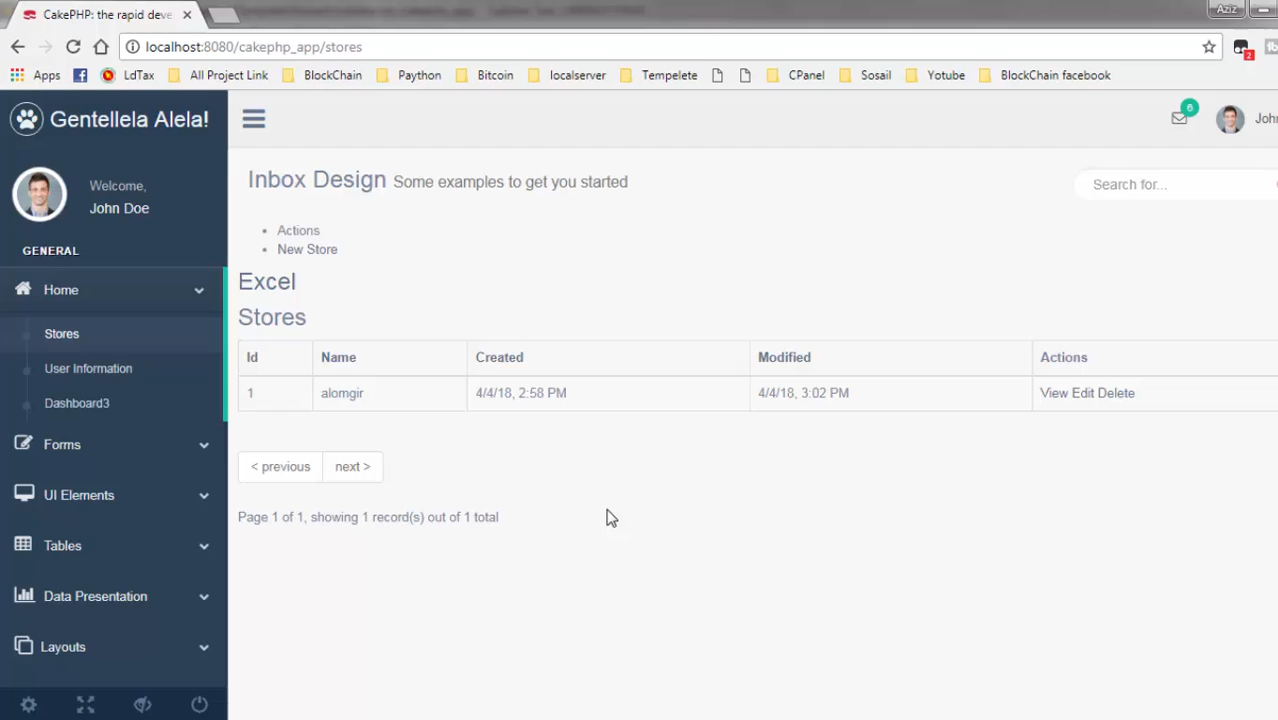 CakePHP: the rapid deve
Aziz
localhost:8080/cakephp_app/stores
2
Apps LdTax All Project Link BlockChain Paython Bitcoin localserver Tempelete CPanel Sosail Yotube BlockChain facebook
Gentellela Alela!
6
John
Welcome,
John Doe
Inbox Design Some examples to get you started
Search for...
Actions
New Store
GENERAL
Excel
Home
Stores
Stores
User Information
Dashboard3
Id Name Created Modified Actions
1 alomgir 4/4/18, 2:58 PM 4/4/18, 3:02 PM View Edit Delete
Forms
< previous next >
UI Elements
Page 1 of 1, showing 1 record(s) out of 1 total
Tables
Data Presentation
Layouts